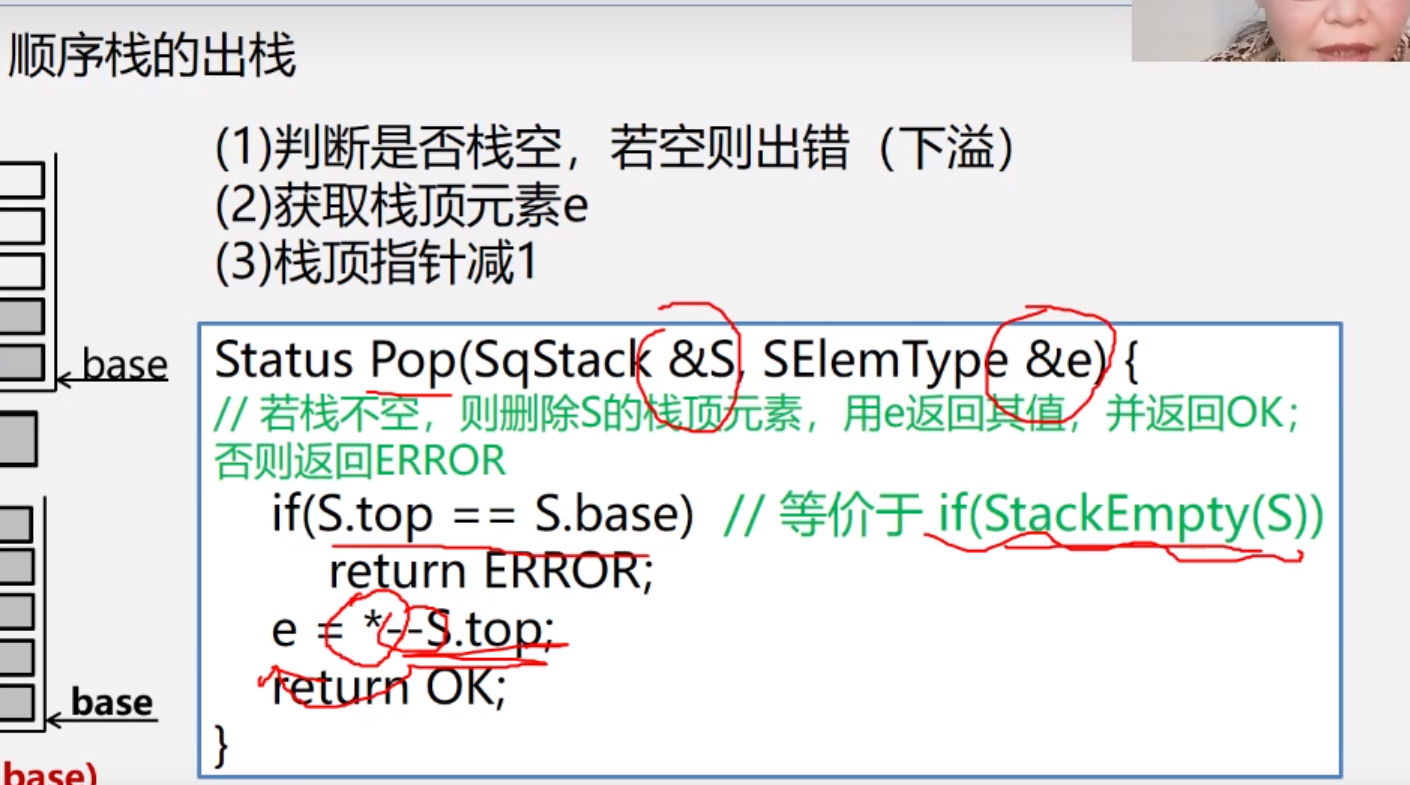 顺序栈的出栈
(1)判断是否栈空，若空则出错（下溢）
(2)获取栈顶元素e
(3)栈顶指针减1
base
Status Pop(SqStack &S, SElemType &e) {
// 若栈不空，则删除S的栈顶元素，用e返回其值，并返回OK；
否则返回ERROR
if(S.top == S.base) // 等价于 if(StackEmpty(S))
return ERROR;
e = *--S.top;
return OK;
}
base
base)